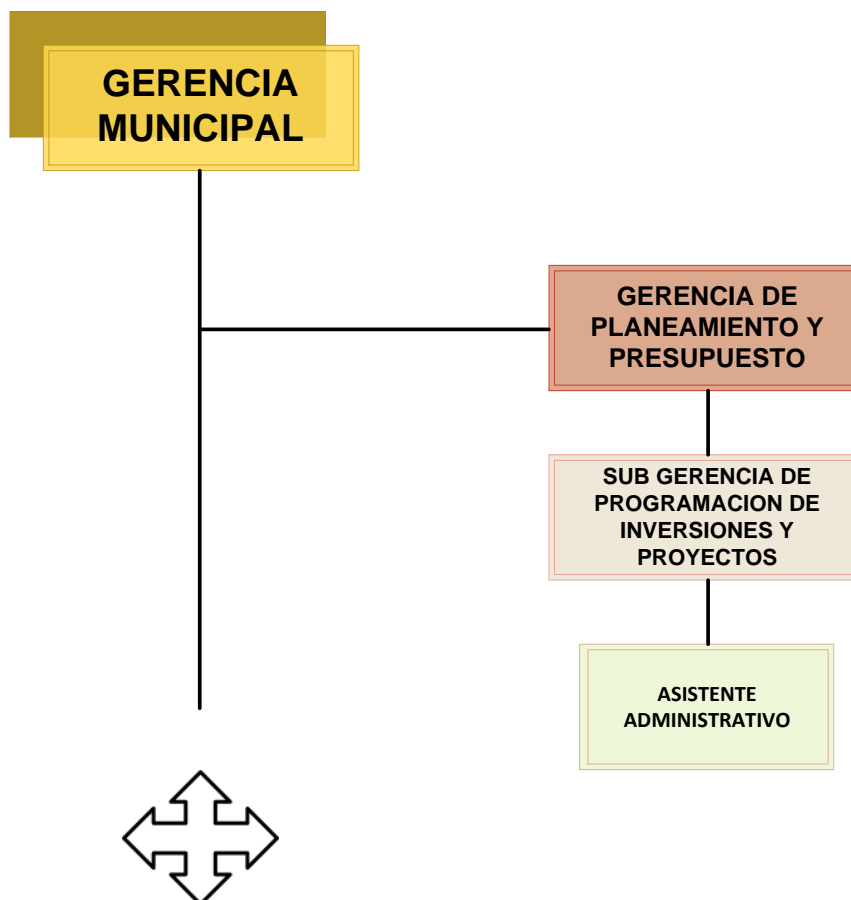 GERENCIA
MUNICIPAL
GERENCIA DE
PLANEAMIENTO Y
PRESUPUESTO
SUB GERENCIA DE
PROGRAMACION DE
INVERSIONES Y
PROYECTOS
ASISTENTE
ADMINISTRATIVO